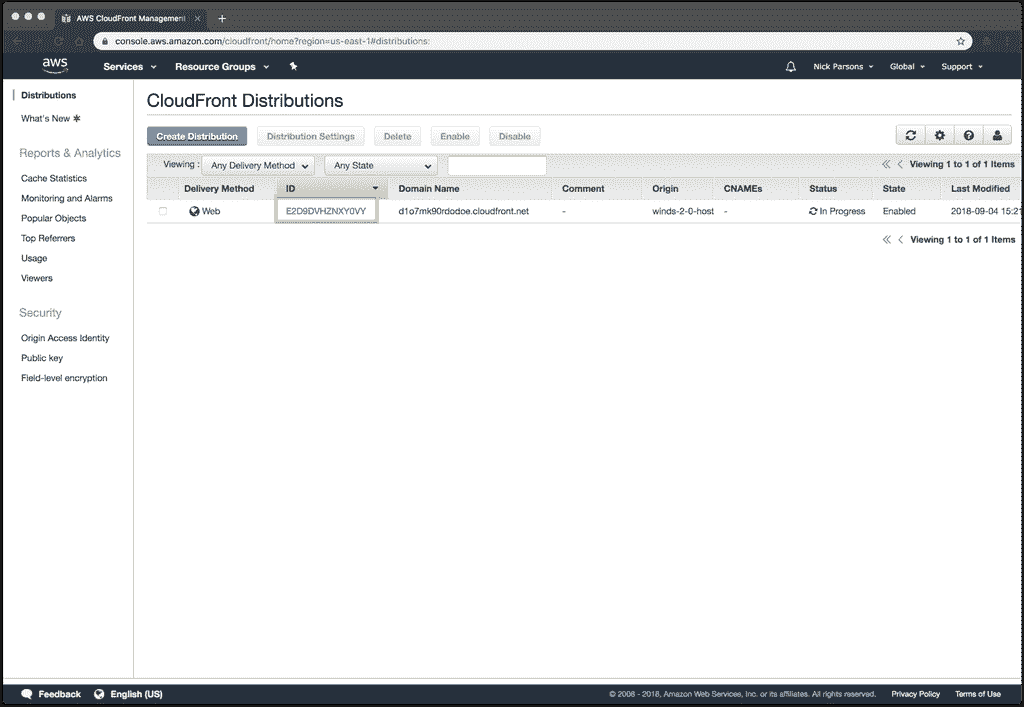 AWS CloudFront Management
console.aws.amazon.com/cloudfront/home?region=us-east-1#distributions:
aws Services Resource Groups Nick Parsons Global Support
Distributions
What's New
Reports & Analytics
Cache Statistics
Monitoring and Alarms
Popular Objects
Top Referrers
Usage
Viewers
Security
Origin Access Identity
Public key
Field-level encryption
CloudFront Distributions
Create Distribution Distribution Settings Delete Enable Disable
Viewing : Any Delivery Method Any State Viewing 1 to 1 of 1 Items
Delivery Method ID Domain Name Comment Origin CNAMEs Status State Last Modified
Web E2D9DVHZNXY0VY d1o7mk90rdodoe.cloudfront.net - winds-2-0-host - In Progress Enabled 2018-09-04 15:21
Viewing 1 to 1 of 1 Items
Feedback English (US) © 2008 - 2018, Amazon Web Services, Inc. or its affiliates. All rights reserved. Privacy Policy Terms of Use